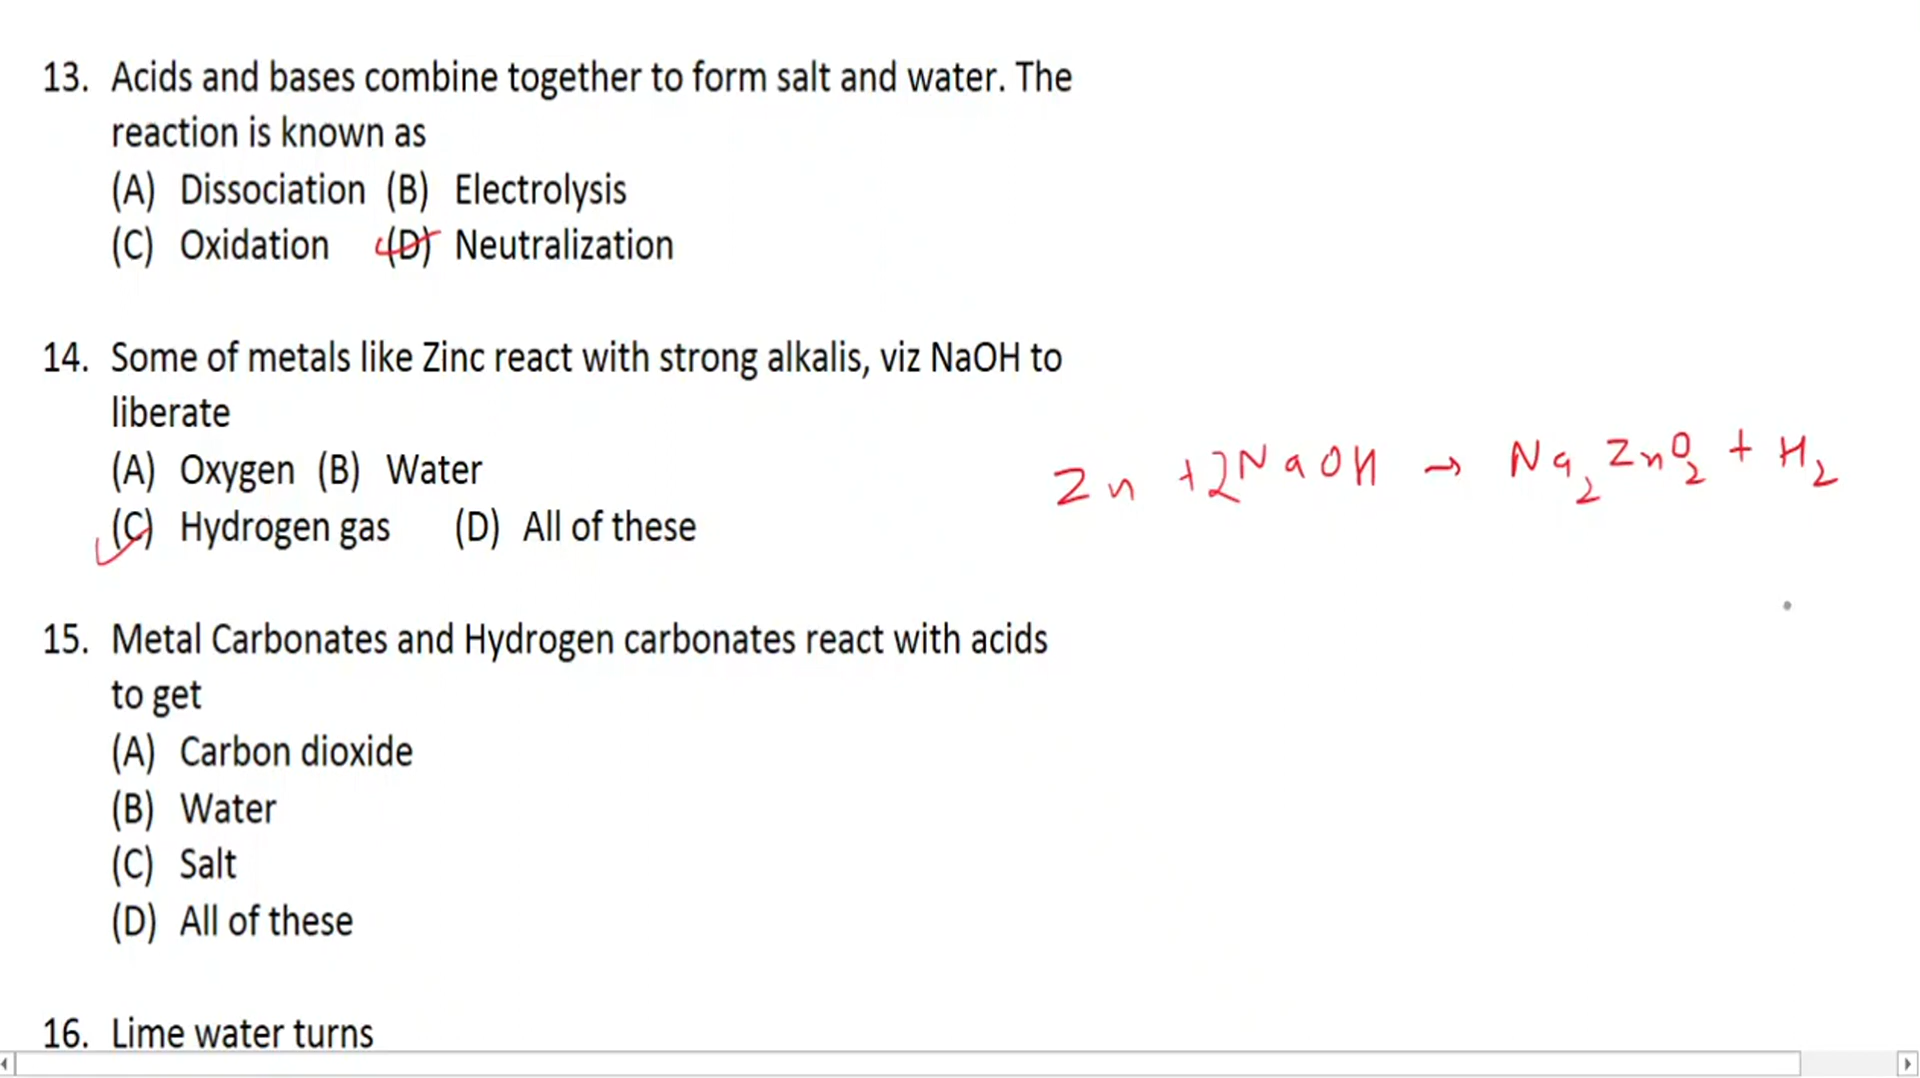 13. Acids and bases combine together to form salt and water. The
reaction is known as
(A) Dissociation (B) Electrolysis
(C) Oxidation (D) Neutralization
14. Some of metals like Zinc react with strong alkalis, viz NaOH to
liberate
(A) Oxygen (B) Water
(C) Hydrogen gas (D) All of these
Zn + 2NaOH → Na₂ZnO₂ + H₂
15. Metal Carbonates and Hydrogen carbonates react with acids
to get
(A) Carbon dioxide
(B) Water
(C) Salt
(D) All of these
16. Lime water turns